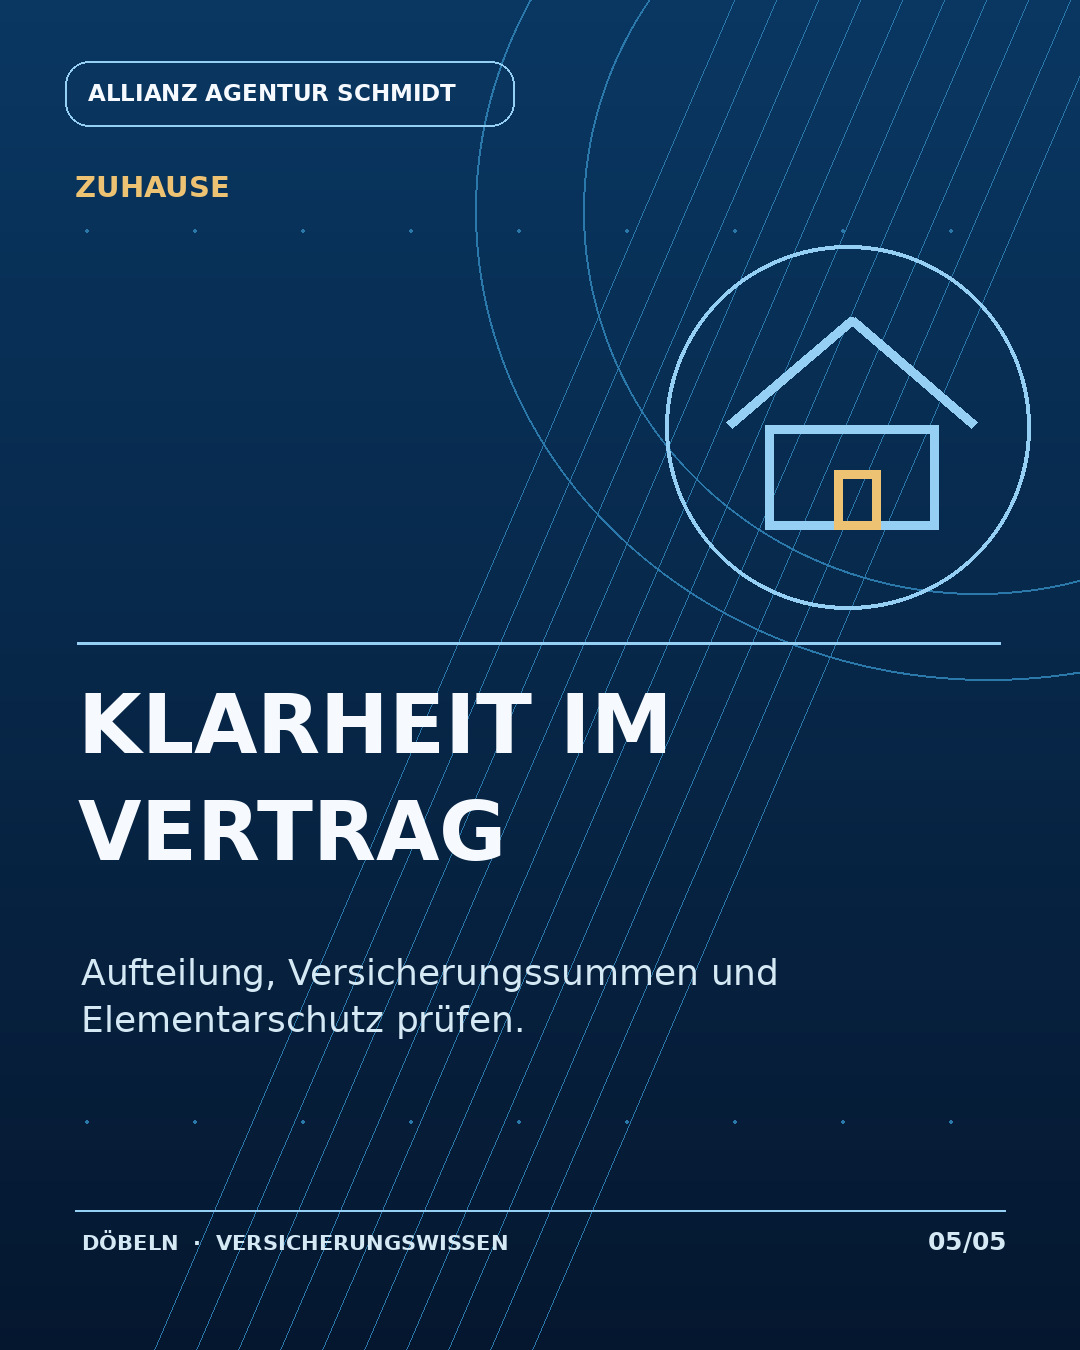 ALLIANZ AGENTUR SCHMIDT
ZUHAUSE
KLARHEIT IM
VERTRAG
Aufteilung, Versicherungssummen und
Elementarschutz prüfen.
DÖBELN · VERSICHERUNGSWISSEN
05/05